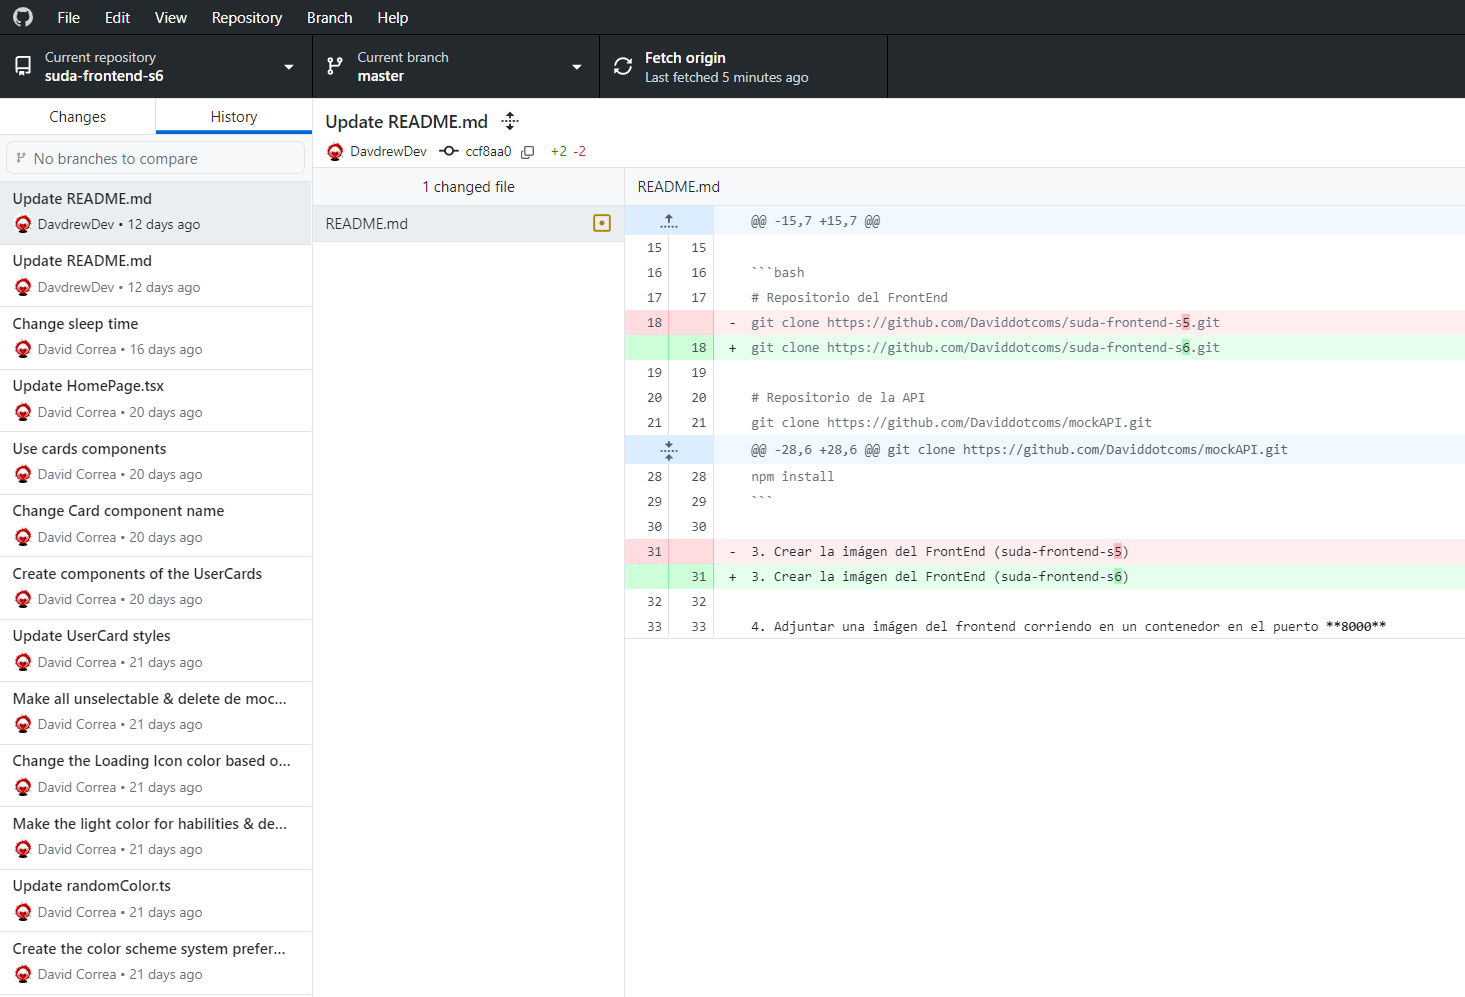 File Edit View Repository Branch Help
Current repository
suda-frontend-s6
Current branch
master
Fetch origin
Last fetched 5 minutes ago
Changes
History
No branches to compare
Update README.md
DavdrewDev • 12 days ago
Update README.md
DavdrewDev • 12 days ago
Change sleep time
David Correa • 16 days ago
Update HomePage.tsx
David Correa • 20 days ago
Use cards components
David Correa • 20 days ago
Change Card component name
David Correa • 20 days ago
Create components of the UserCards
David Correa • 20 days ago
Update UserCard styles
David Correa • 21 days ago
Make all unselectable & delete de moc...
David Correa • 21 days ago
Change the Loading Icon color based o...
David Correa • 21 days ago
Make the light color for habilities & de...
David Correa • 21 days ago
Update randomColor.ts
David Correa • 21 days ago
Create the color scheme system prefer...
David Correa • 21 days ago
Update README.md
DavdrewDev ccf8aa0 +2 -2
1 changed file
README.md
README.md
@@ -15,7 +15,7 @@
15 15
16 16 ```bash
17 17 # Repositorio del FrontEnd
18 - git clone https://github.com/Daviddotcoms/suda-frontend-s5.git
18 + git clone https://github.com/Daviddotcoms/suda-frontend-s6.git
19 19
20 20 # Repositorio de la API
21 21 git clone https://github.com/Daviddotcoms/mockAPI.git
@@ -28,6 +28,6 @@ git clone https://github.com/Daviddotcoms/mockAPI.git
28 28 npm install
29 29 ```
30 30
31 - 3. Crear la imágen del FrontEnd (suda-frontend-s5)
31 + 3. Crear la imágen del FrontEnd (suda-frontend-s6)
32 32
33 33 4. Adjuntar una imágen del frontend corriendo en un contenedor en el puerto **8000**